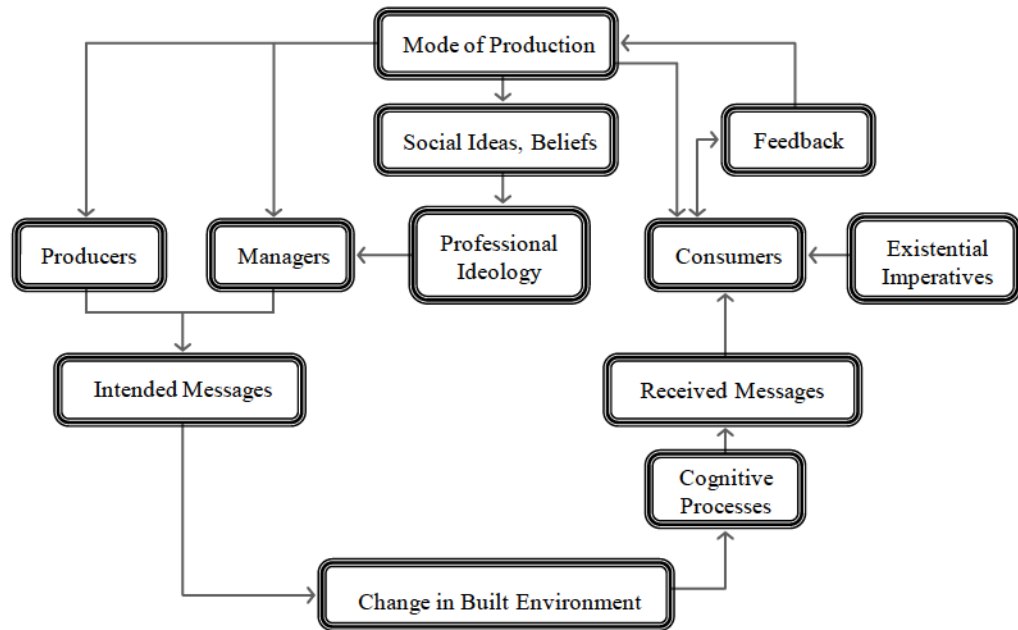 Mode of Production
Social Ideas, Beliefs
Feedback
Producers
Managers
Professional
Ideology
Consumers
Existential
Imperatives
Intended Messages
Received Messages
Cognitive
Processes
Change in Built Environment